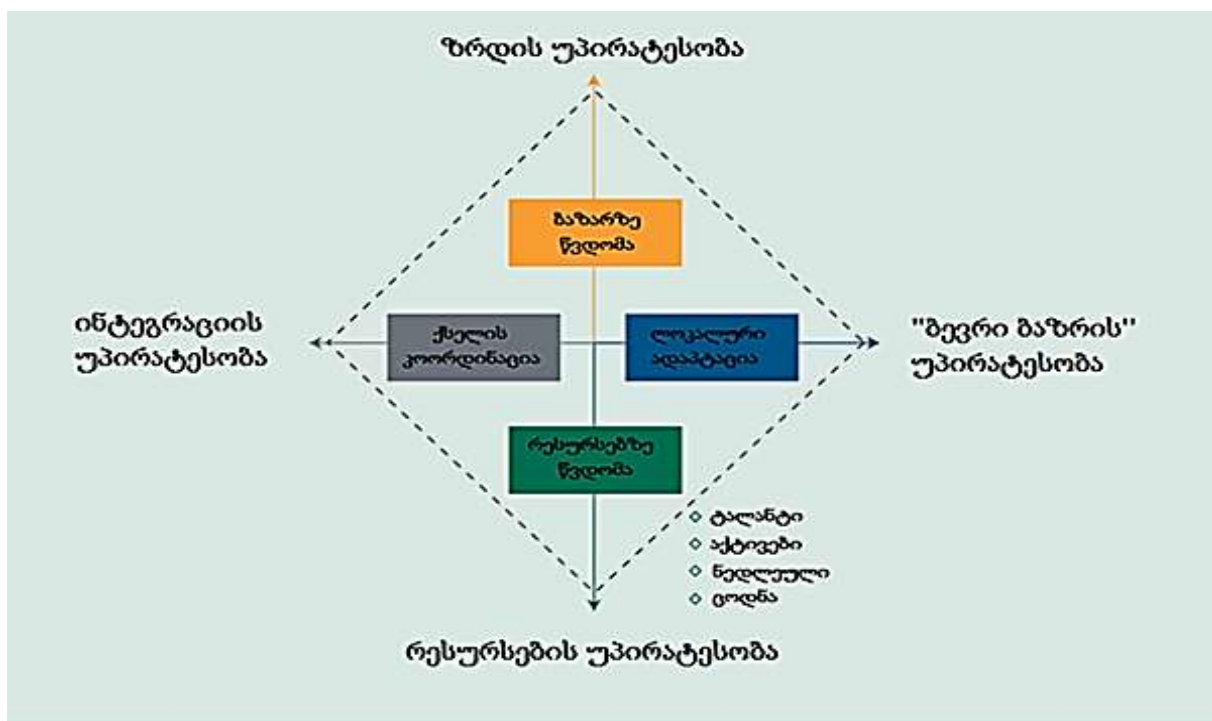 ზრდის უპირატესობა
ბაზარზე
წვდომა
ინტეგრაციის
უპირატესობა
ქსელის
კოორდინაცია
ლოკალური
ადაპტაცია
"ბევრი ბაზრის"
უპირატესობა
რესურსებზე
წვდომა
ტალანტი
აქტივები
ნედლეული
ცოდნა
რესურსების უპირატესობა